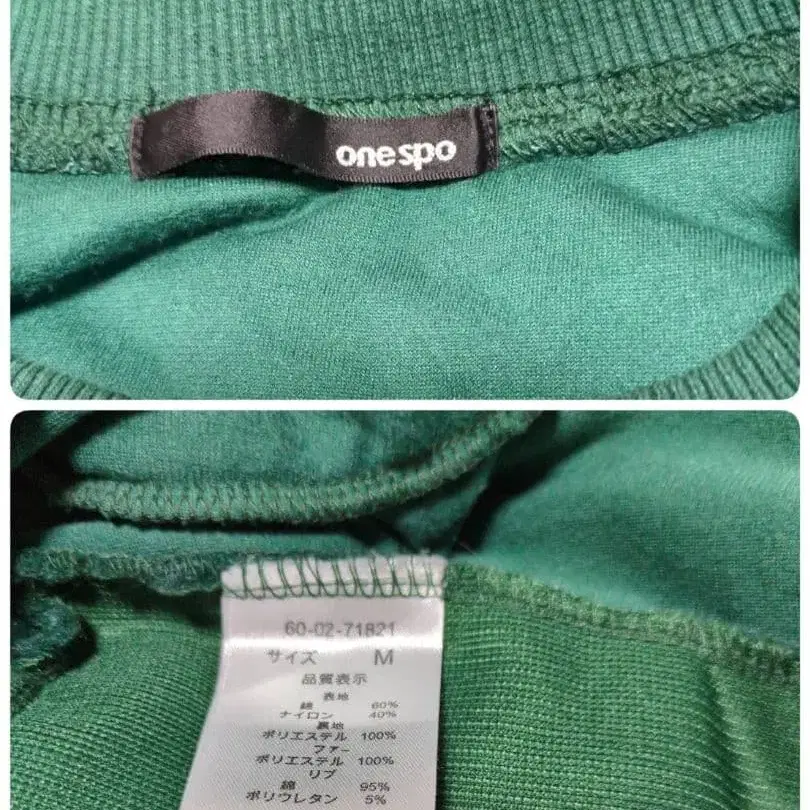 one spo
60-02-71821
サイズ M
品質表示
表地
綿 60%
ナイロン 40%
裏地
ポリエステル 100%
ファー
ポリエステル 100%
リブ
綿 95%
ポリウレタン 5%